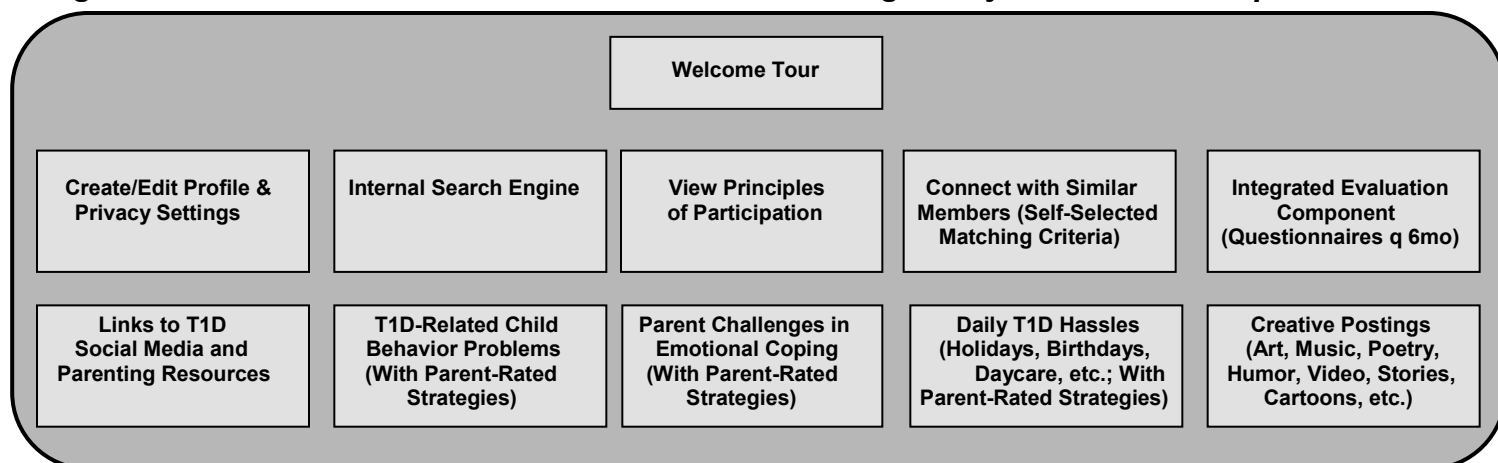 Welcome Tour
Create/Edit Profile &
Privacy Settings
Internal Search Engine
View Principles
of Participation
Connect with Similar
Members (Self-Selected
Matching Criteria)
Integrated Evaluation
Component
(Questionnaires q 6mo)
Links to T1D
Social Media and
Parenting Resources
T1D-Related Child
Behavior Problems
(With Parent-Rated
Strategies)
Parent Challenges in
Emotional Coping
(With Parent-Rated
Strategies)
Daily T1D Hassles
(Holidays, Birthdays,
Daycare, etc.; With
Parent-Rated Strategies)
Creative Postings
(Art, Music, Poetry,
Humor, Video, Stories,
Cartoons, etc.)